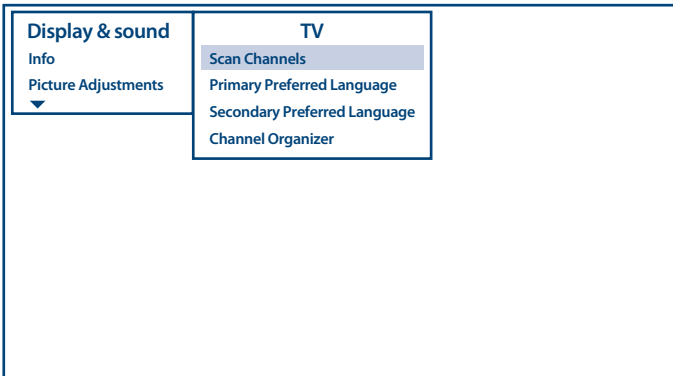 Display & sound
Info
Picture Adjustments
TV
Scan Channels
Primary Preferred Language
Secondary Preferred Language
Channel Organizer